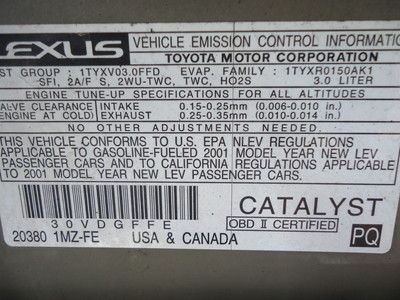 LEXUS VEHICLE EMISSION CONTROL INFORMATION
TOYOTA MOTOR CORPORATION
ST GROUP : 1TYXV03.0FFD EVAP. FAMILY : 1TYXR0150AK1
SFI, 2A/F S, 2WU-TWC, TWC, HO2S 3.0 LITER
ENGINE TUNE-UP SPECIFICATIONS FOR ALL ALTITUDES
VALVE CLEARANCE INTAKE 0.15-0.25mm (0.006-0.010 in.)
ENGINE AT COLD) EXHAUST 0.25-0.35mm (0.010-0.014 in.)
NO OTHER ADJUSTMENTS NEEDED.
THIS VEHICLE CONFORMS TO U.S. EPA NLEV REGULATIONS
APPLICABLE TO GASOLINE-FUELED 2001 MODEL YEAR NEW LEV
PASSENGER CARS AND TO CALIFORNIA REGULATIONS APPLICABLE
TO 2001 MODEL YEAR NEW LEV PASSENGER CARS.
30VDGFFE
CATALYST
OBD II CERTIFIED
20380 1MZ-FE USA & CANADA
PQ